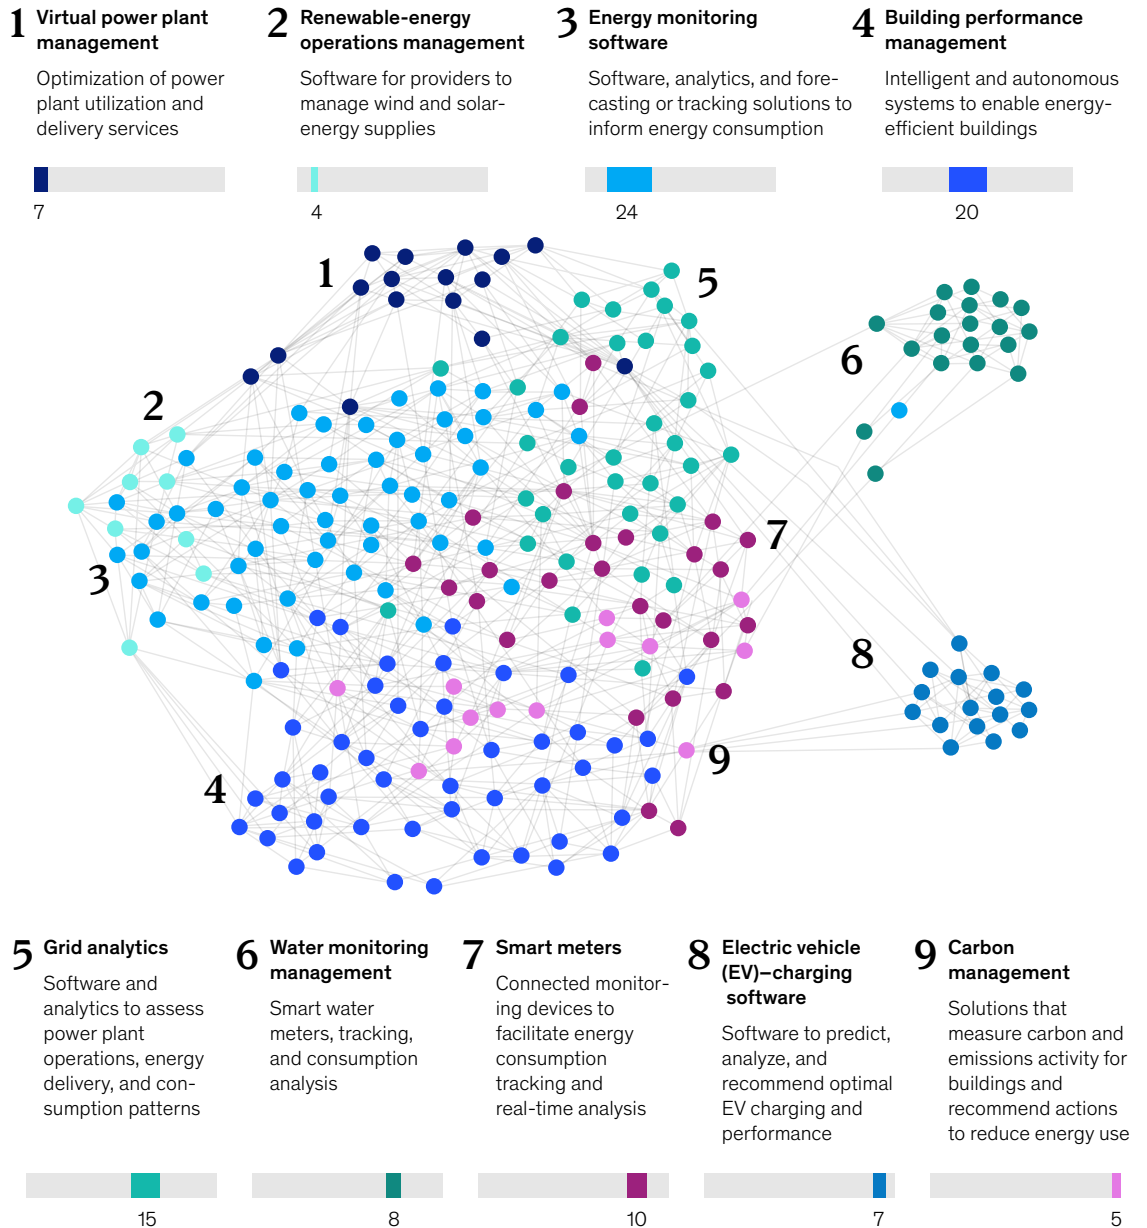 1 Virtual power plant
management
Optimization of power
plant utilization and
delivery services
7
2 Renewable-energy
operations management
Software for providers to
manage wind and solar-
energy supplies
4
3 Energy monitoring
software
Software, analytics, and fore-
casting or tracking solutions to
inform energy consumption
24
4 Building performance
management
Intelligent and autonomous
systems to enable energy-
efficient buildings
20
1
5
6
2
7
3
8
9
4
5 Grid analytics
Software and
analytics to assess
power plant
operations, energy
delivery, and con-
sumption patterns
15
6 Water monitoring
management
Smart water
meters, tracking,
and consumption
analysis
8
7 Smart meters
Connected monitor-
ing devices to
facilitate energy
consumption
tracking and
real-time analysis
10
8 Electric vehicle
(EV)–charging
software
Software to predict,
analyze, and
recommend optimal
EV charging and
performance
7
9 Carbon
management
Solutions that
measure carbon and
emissions activity for
buildings and
recommend actions
to reduce energy use
5